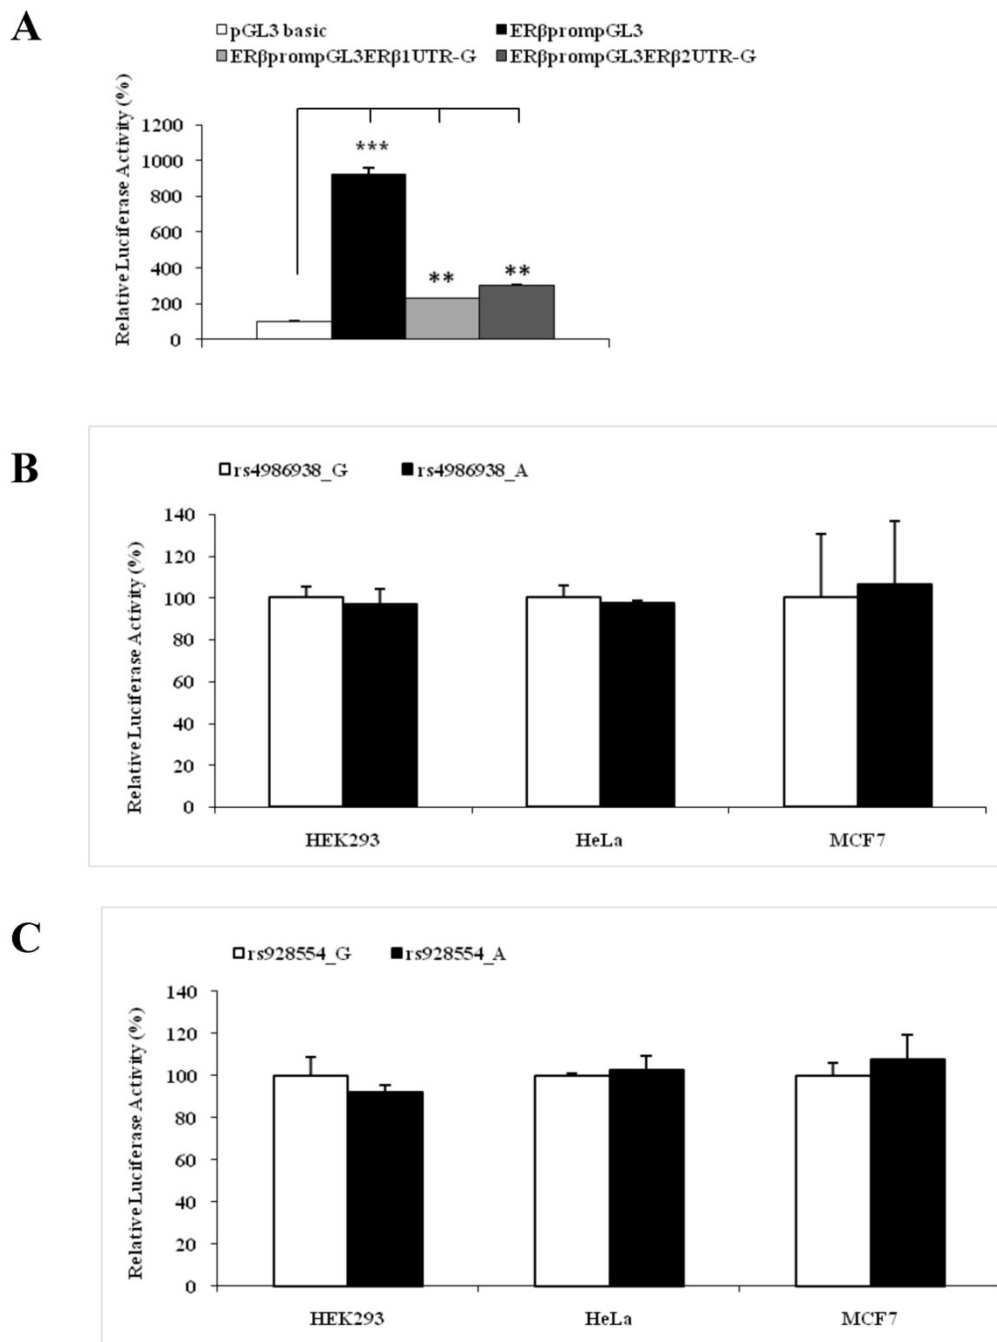 A
pGL3 basic ERβprompGL3
ERβprompGL3ERβ1UTR-G ERβprompGL3ERβ2UTR-G
Relative Luciferase Activity (%)
1200
1000
800
600
400
200
0
***
**
**
B
rs4986938_G rs4986938_A
Relative Luciferase Activity (%)
140
120
100
80
60
40
20
0
HEK293 HeLa MCF7
C
rs928554_G rs928554_A
Relative Luciferase Activity (%)
140
120
100
80
60
40
20
0
HEK293 HeLa MCF7